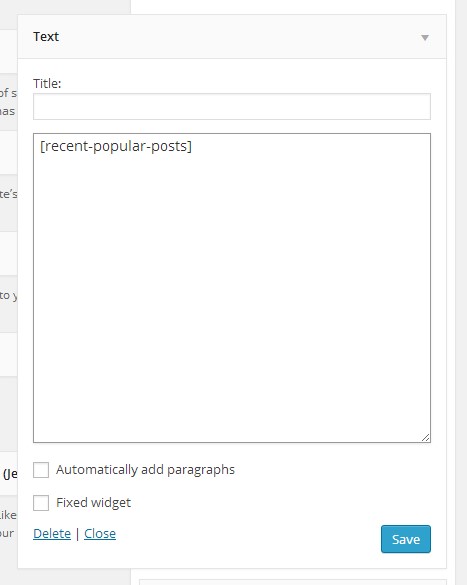 Text
Title:
of s
has
[recent-popular-posts]
te's
to y
Automatically add paragraphs
(Je
Fixed widget
Like
our
Delete | Close
Save